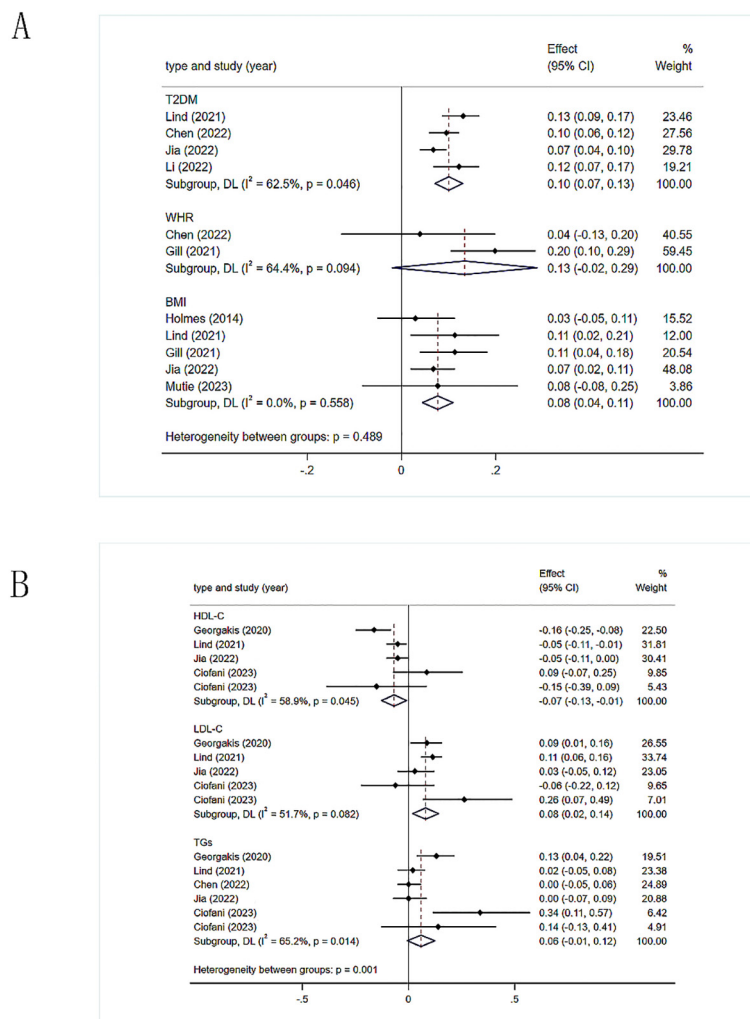 A
Effect %
type and study (year) (95% CI) Weight
T2DM
Lind (2021) 0.13 (0.09, 0.17) 23.46
Chen (2022) 0.10 (0.06, 0.12) 27.56
Jia (2022) 0.07 (0.04, 0.10) 29.78
Li (2022) 0.12 (0.07, 0.17) 19.21
Subgroup, DL (I² = 62.5%, p = 0.046) 0.10 (0.07, 0.13) 100.00
WHR
Chen (2022) 0.04 (-0.13, 0.20) 40.55
Gill (2021) 0.20 (0.10, 0.29) 59.45
Subgroup, DL (I² = 64.4%, p = 0.094) 0.13 (-0.02, 0.29) 100.00
BMI
Holmes (2014) 0.03 (-0.05, 0.11) 15.52
Lind (2021) 0.11 (0.02, 0.21) 12.00
Gill (2021) 0.11 (0.04, 0.18) 20.54
Jia (2022) 0.07 (0.02, 0.11) 48.08
Mutie (2023) 0.08 (-0.08, 0.25) 3.86
Subgroup, DL (I² = 0.0%, p = 0.558) 0.08 (0.04, 0.11) 100.00
Heterogeneity between groups: p = 0.489
-.2 0 .2
B
Effect %
type and study (year) (95% CI) Weight
HDL-C
Georgakis (2020) -0.16 (-0.25, -0.08) 22.50
Lind (2021) -0.05 (-0.11, -0.01) 31.81
Jia (2022) -0.05 (-0.11, 0.00) 30.41
Ciofani (2023) 0.09 (-0.07, 0.25) 9.85
Ciofani (2023) -0.15 (-0.39, 0.09) 5.43
Subgroup, DL (I² = 58.9%, p = 0.045) -0.07 (-0.13, -0.01) 100.00
LDL-C
Georgakis (2020) 0.09 (0.01, 0.16) 26.55
Lind (2021) 0.11 (0.06, 0.16) 33.74
Jia (2022) 0.03 (-0.05, 0.12) 23.05
Ciofani (2023) -0.06 (-0.22, 0.12) 9.65
Ciofani (2023) 0.26 (0.07, 0.49) 7.01
Subgroup, DL (I² = 51.7%, p = 0.082) 0.08 (0.02, 0.14) 100.00
TGs
Georgakis (2020) 0.13 (0.04, 0.22) 19.51
Lind (2021) 0.02 (-0.05, 0.08) 23.38
Chen (2022) 0.00 (-0.05, 0.06) 24.89
Jia (2022) 0.00 (-0.07, 0.09) 20.88
Ciofani (2023) 0.34 (0.11, 0.57) 6.42
Ciofani (2023) 0.14 (-0.13, 0.41) 4.91
Subgroup, DL (I² = 65.2%, p = 0.014) 0.06 (-0.01, 0.12) 100.00
Heterogeneity between groups: p = 0.001
-.5 0 .5